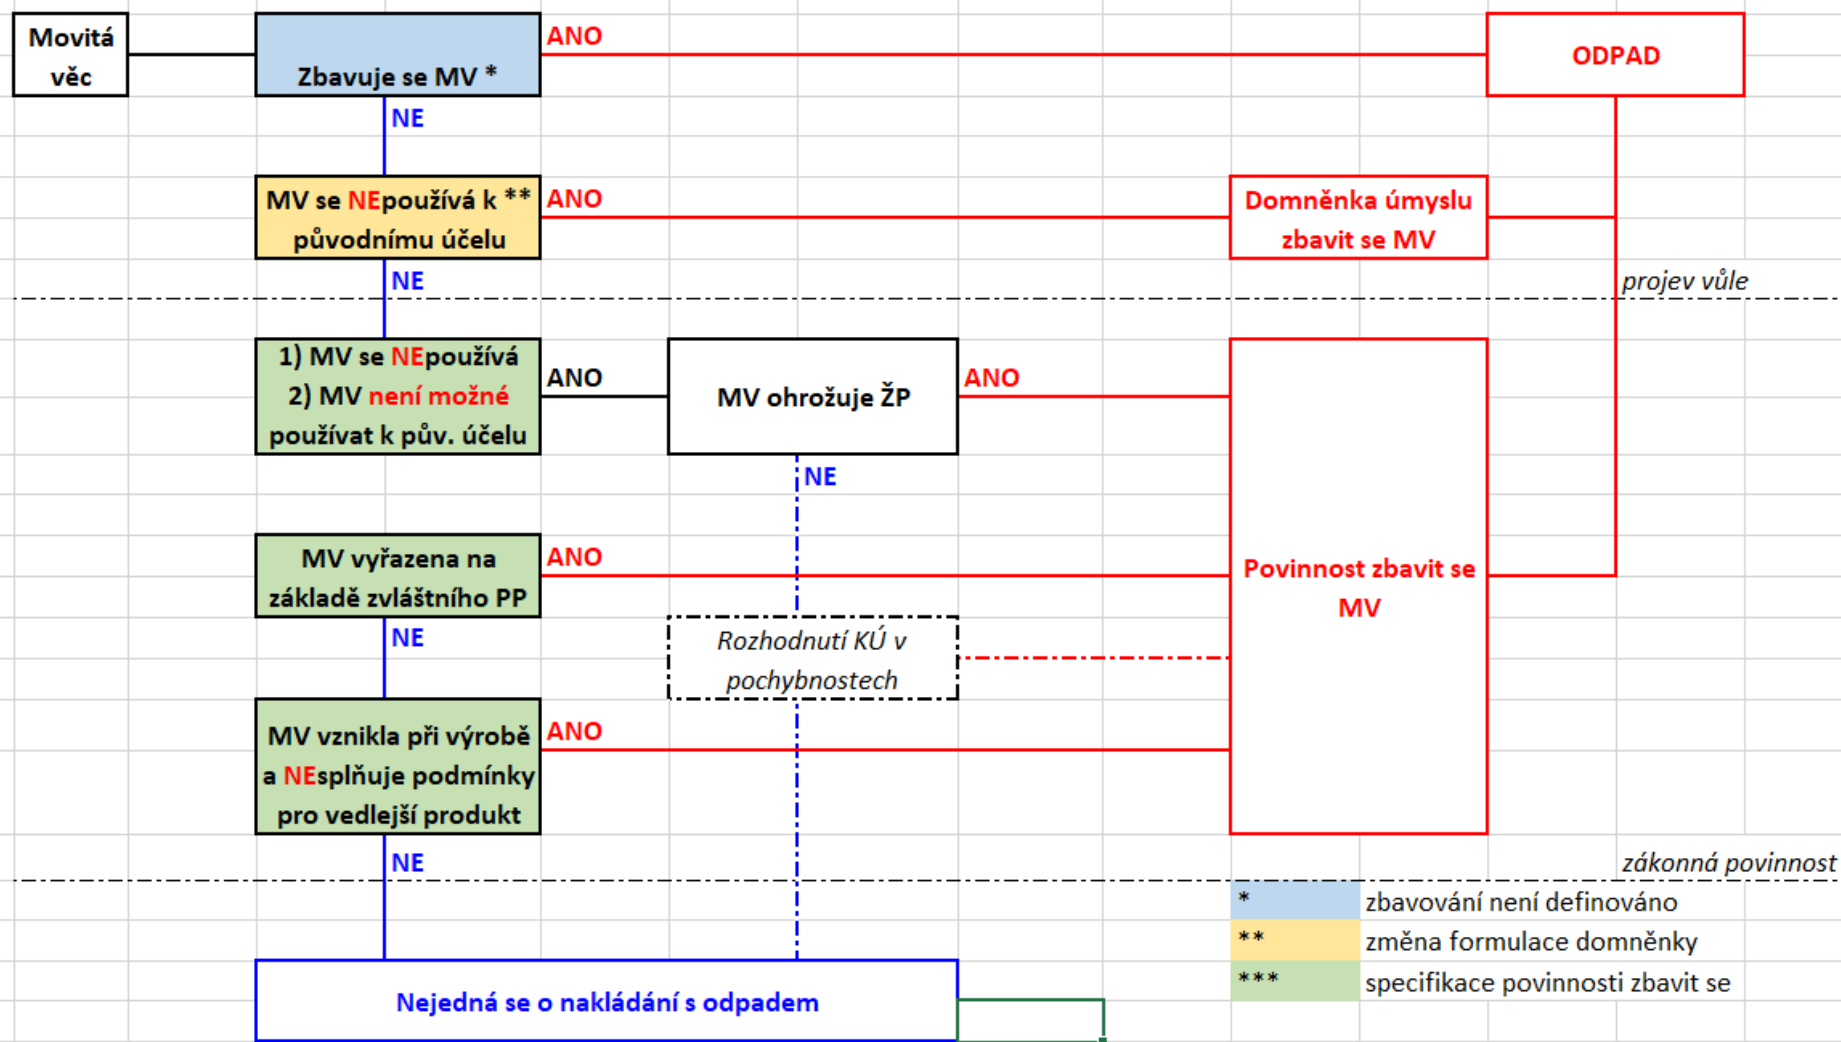 Movitá
věc
Zbavuje se MV *
ANO
ODPAD
NE
MV se NEpoužívá k **
původnímu účelu
ANO
Domněnka úmyslu
zbavit se MV
NE
projev vůle
1) MV se NEpoužívá
2) MV není možné
používat k pův. účelu
ANO
MV ohrožuje ŽP
ANO
NE
MV vyřazena na
základě zvláštního PP
ANO
Povinnost zbavit se
MV
NE
Rozhodnutí KÚ v
pochybnostech
MV vznikla při výrobě
a NEsplňuje podmínky
pro vedlejší produkt
ANO
NE
zákonná povinnost
* zbavování není definováno
** změna formulace domněnky
*** specifikace povinnosti zbavit se
Nejedná se o nakládání s odpadem